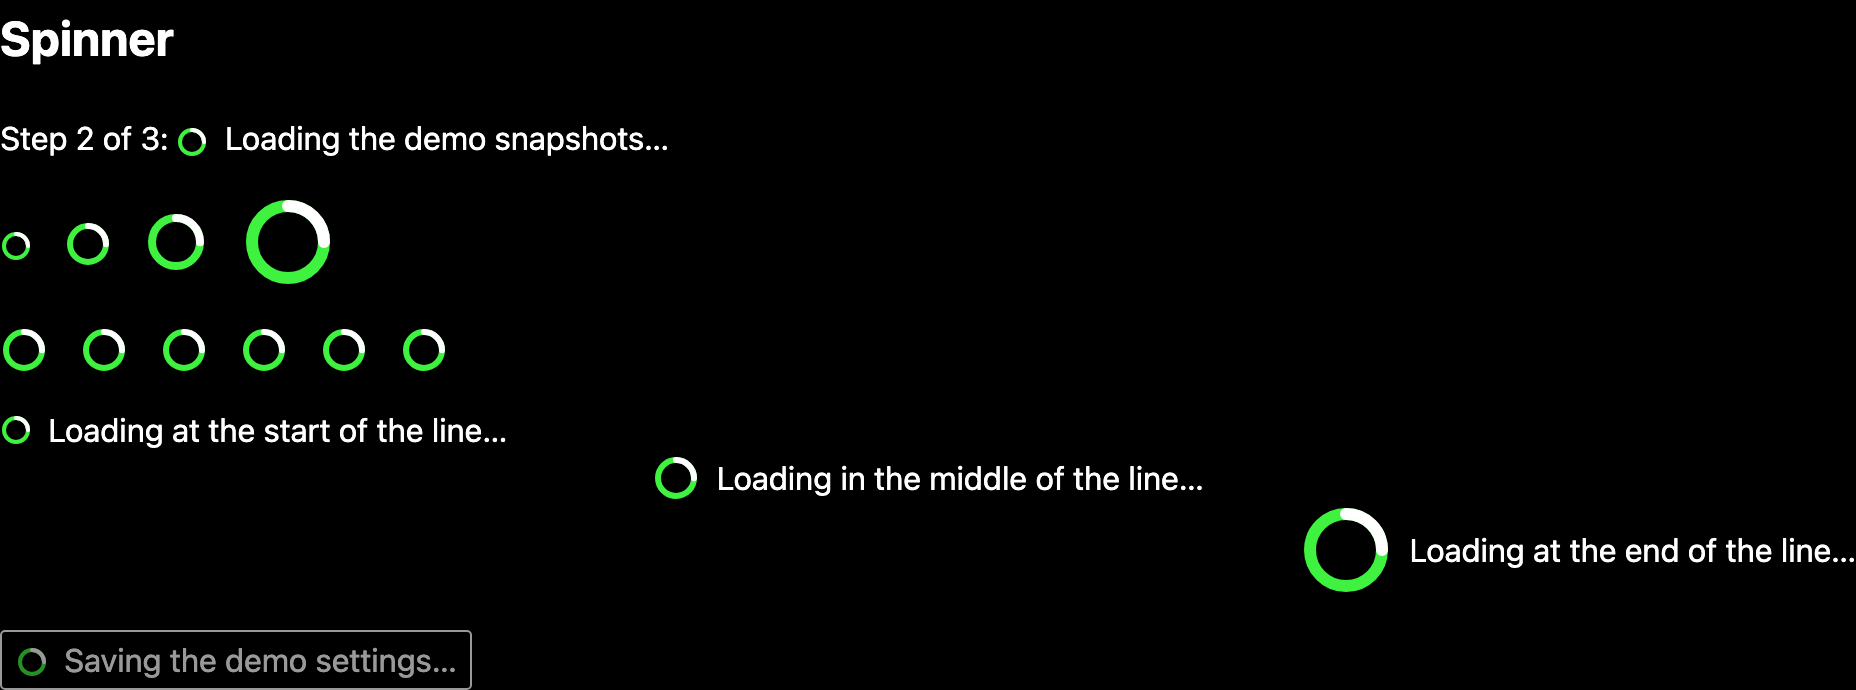 Spinner
Step 2 of 3: Loading the demo snapshots...
Loading at the start of the line...
Loading in the middle of the line...
Loading at the end of the line...
Saving the demo settings...